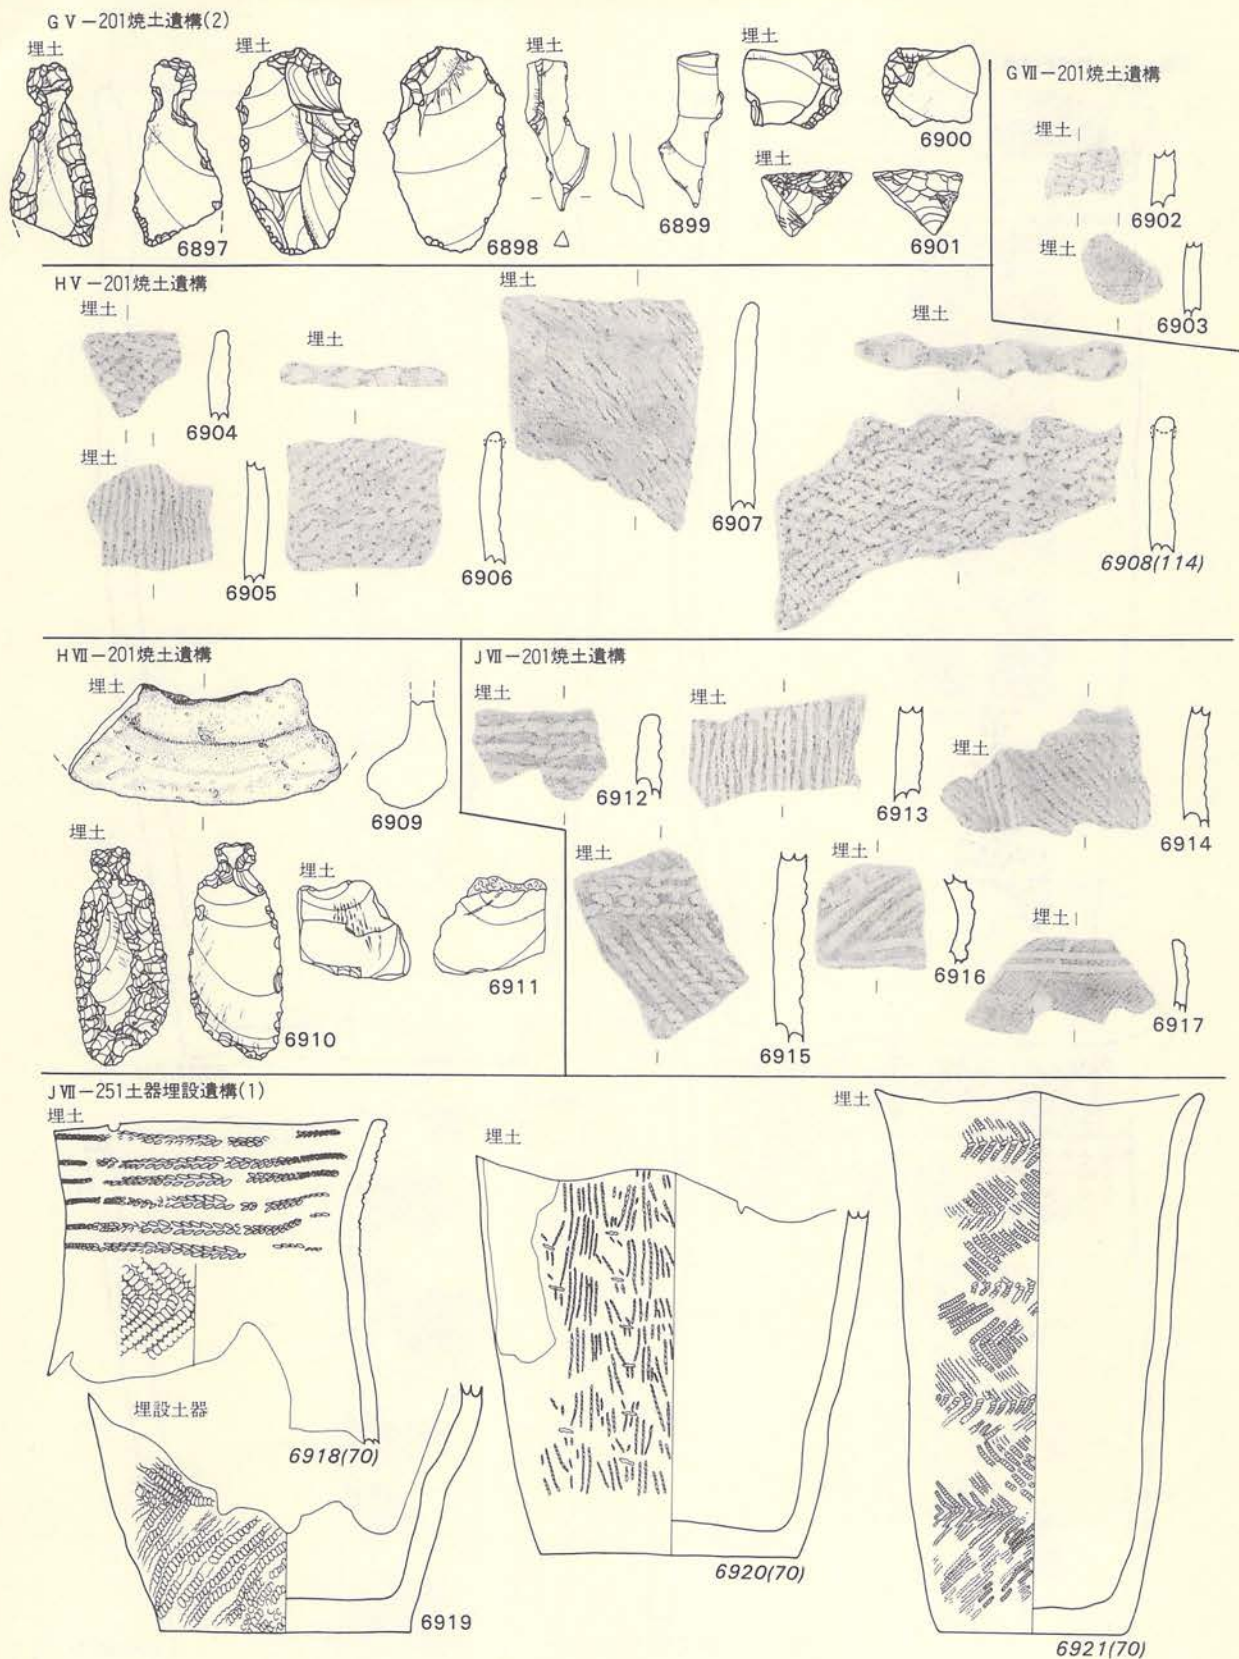 GⅤ－201焼土遺構(2)
埋土
6897
埋土
6898
埋土
6899
埋土
6900
埋土
6901
GⅦ－201焼土遺構
埋土
6902
埋土
6903
HⅤ－201焼土遺構
埋土
6904
埋土
6905
埋土
6906
埋土
6907
埋土
6908(114)
HⅦ－201焼土遺構
埋土
6909
埋土
6910
埋土
6911
JⅦ－201焼土遺構
埋土
6912
6913
埋土
6914
埋土
6915
埋土
6916
埋土
6917
JⅦ－251土器埋設遺構(1)
埋土
6918(70)
埋設土器
6919
埋土
6920(70)
埋土
6921(70)